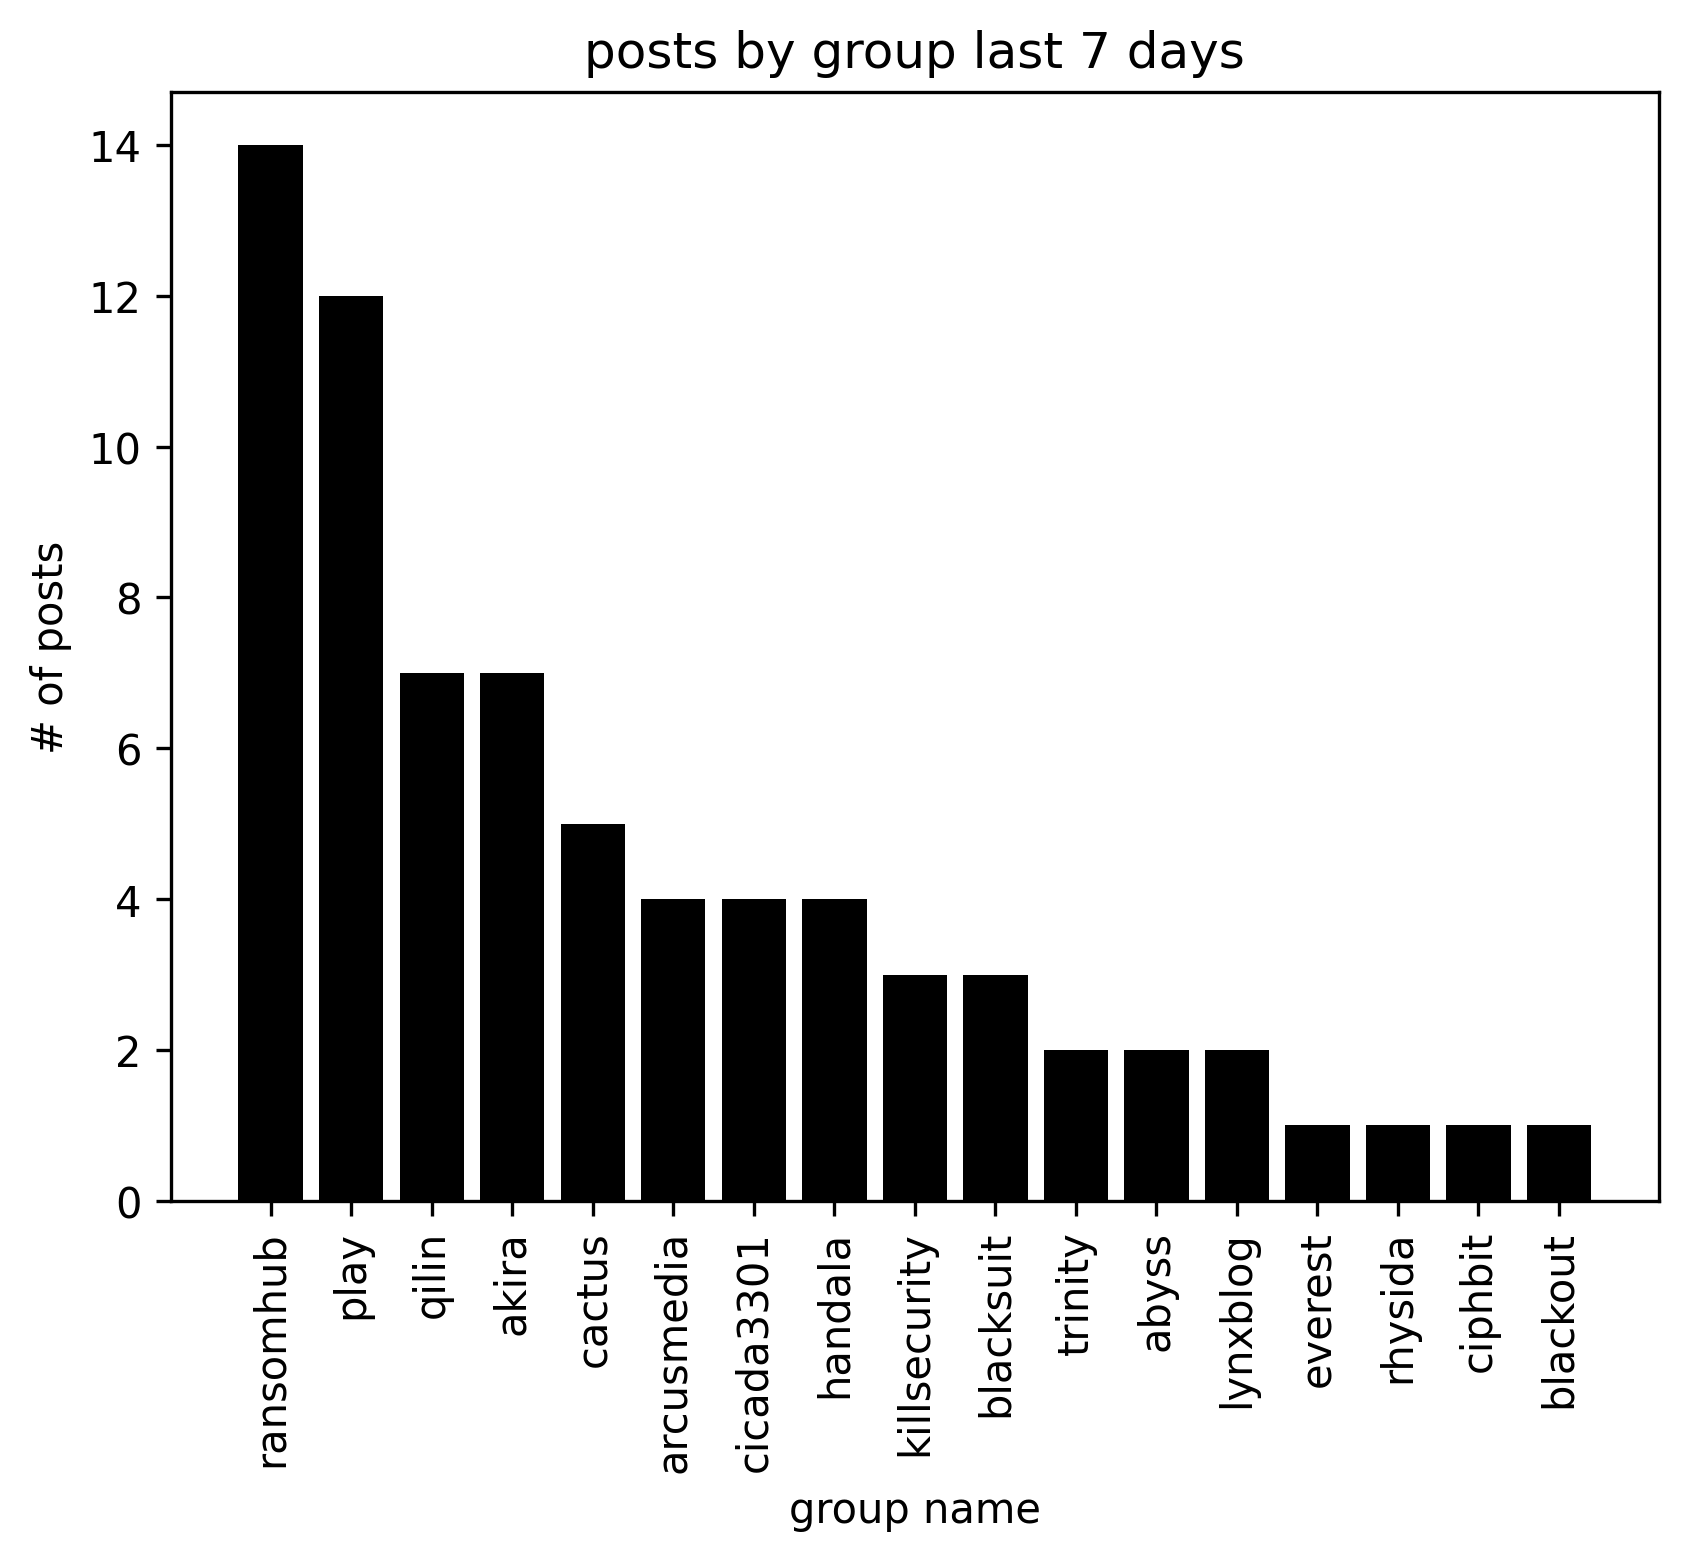 posts by group last 7 days
14
12
10
8
6
4
2
0
# of posts
ransomhub
play
qilin
akira
cactus
arcusmedia
cicada3301
handala
killsecurity
blacksuit
trinity
abyss
lynxblog
everest
rhysida
ciphbit
blackout
group name